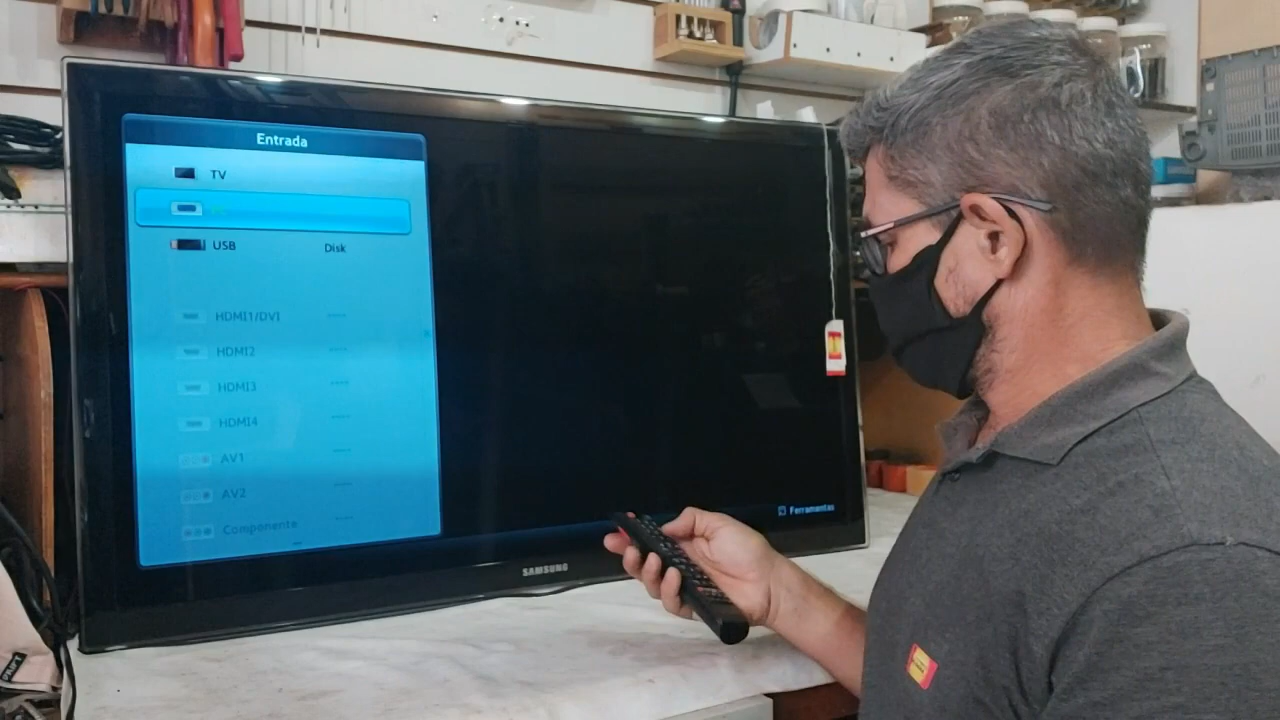 Entrada
TV
USB Disk
HDMI1/DVI ----
HDMI2 ----
HDMI3 ----
HDMI4 ----
AV1 ----
AV2 ----
Componente ----
Ferramentas
SAMSUNG